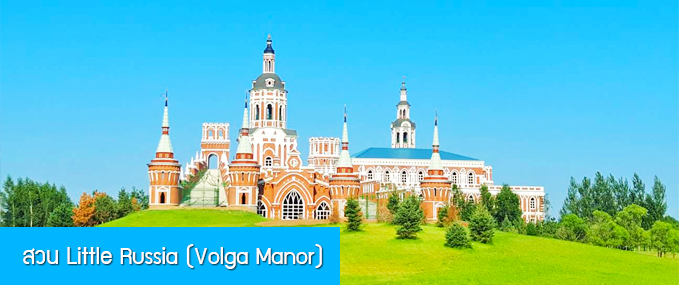 สวน Little Russia (Volga Manor)